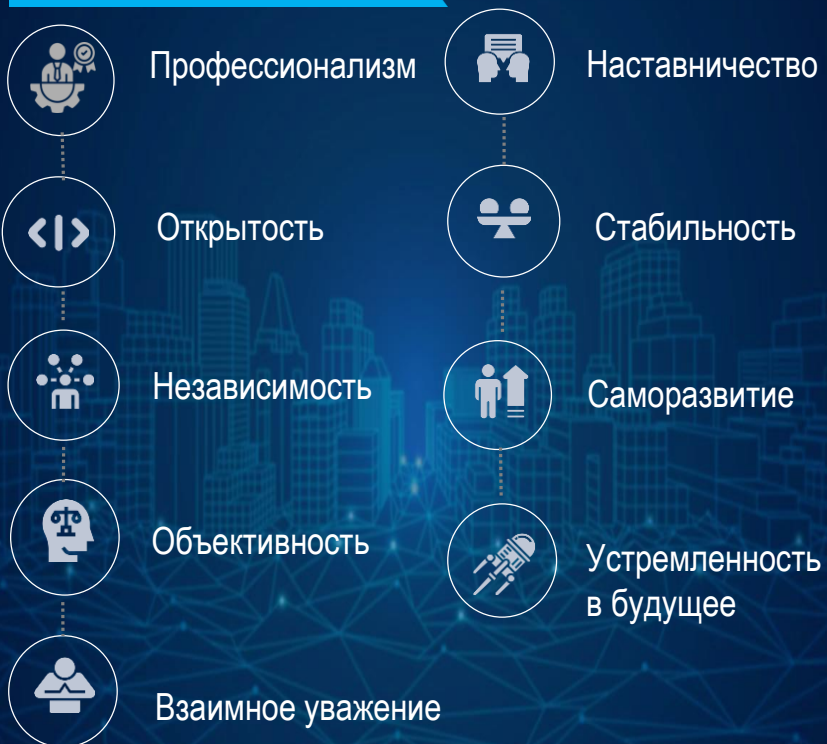 Профессионализм
Открытость
Независимость
Объективность
Взаимное уважение
Наставничество
Стабильность
Саморазвитие
Устремленность
в будущее